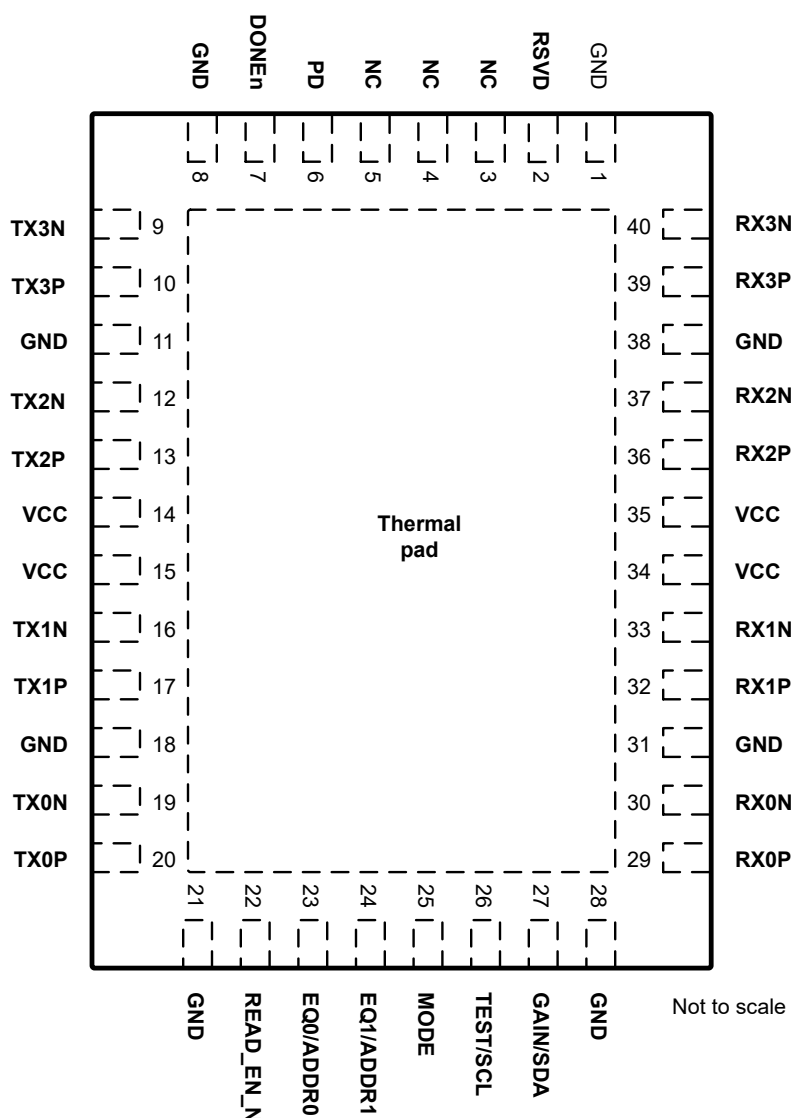 GND
DONEn
PD
NC
NC
NC
RSVD
GND
8
7
6
5
4
3
2
1
TX3N 9 40 RX3N
TX3P 10 39 RX3P
GND 11 38 GND
TX2N 12 37 RX2N
TX2P 13 36 RX2P
VCC 14 35 VCC
Thermal
pad
VCC 15 34 VCC
TX1N 16 33 RX1N
TX1P 17 32 RX1P
GND 18 31 GND
TX0N 19 30 RX0N
TX0P 20 29 RX0P
21
22
23
24
25
26
27
28
GND
READ_EN_N
EQ0/ADDR0
EQ1/ADDR1
MODE
TEST/SCL
GAIN/SDA
GND
Not to scale